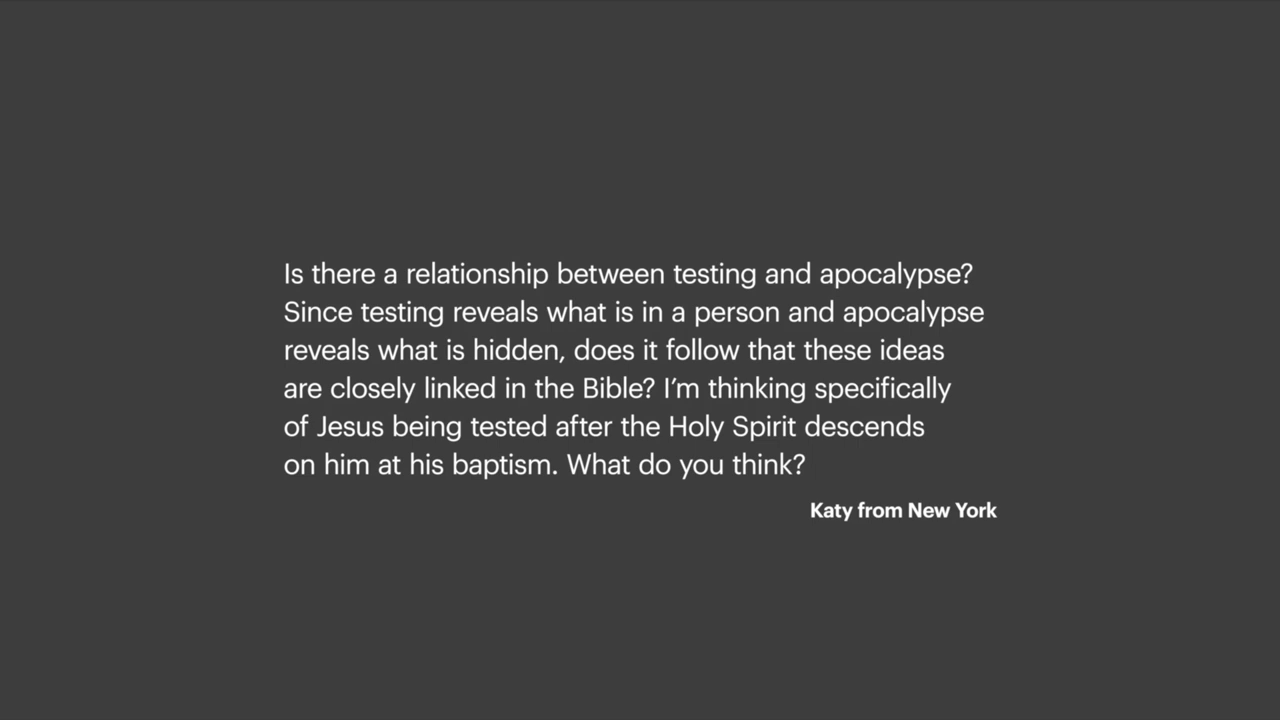 Is there a relationship between testing and apocalypse?
Since testing reveals what is in a person and apocalypse
reveals what is hidden, does it follow that these ideas
are closely linked in the Bible? I’m thinking specifically
of Jesus being tested after the Holy Spirit descends
on him at his baptism. What do you think?
Katy from New York